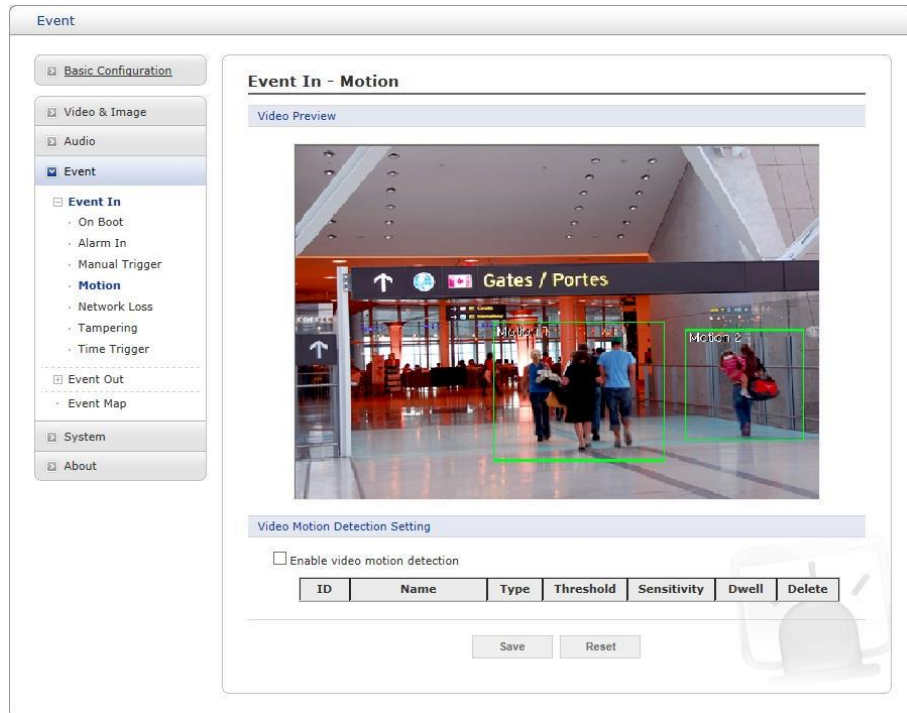 Event
Basic Configuration
Video & Image
Audio
Event
Event In
On Boot
Alarm In
Manual Trigger
Motion
Network Loss
Tampering
Time Trigger
Event Out
Event Map
System
About
Event In - Motion
Video Preview
Gates / Portes
Motion 1
Motion 2
Video Motion Detection Setting
Enable video motion detection
ID Name Type Threshold Sensitivity Dwell Delete
Save Reset